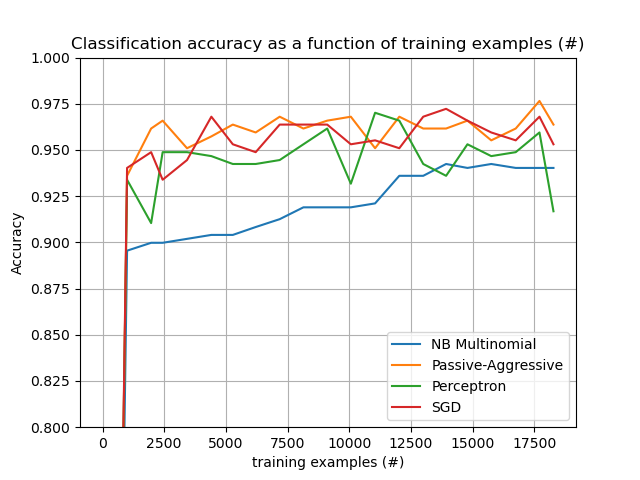 Classification accuracy as a function of training examples (#)
1.000
0.975
0.950
0.925
0.900
0.875
0.850
0.825
0.800
Accuracy
NB Multinomial
Passive-Aggressive
Perceptron
SGD
0 2500 5000 7500 10000 12500 15000 17500
training examples (#)